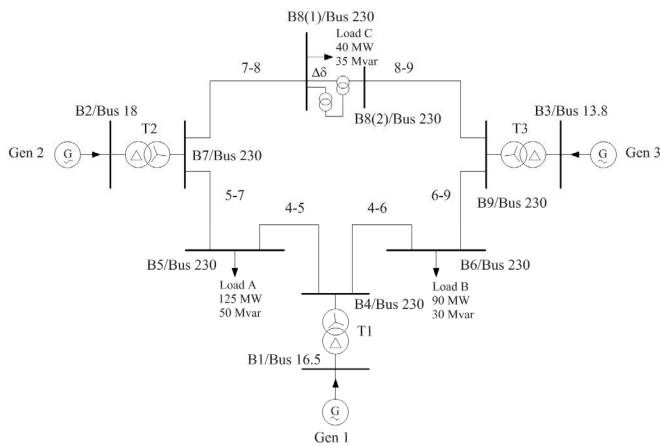 B8(1)/Bus 230
Load C
40 MW
35 Mvar
7-8
Δδ
8-9
B8(2)/Bus 230
B2/Bus 18
T2
Gen 2
G
B7/Bus 230
B3/Bus 13.8
T3
G
Gen 3
B9/Bus 230
5-7
6-9
4-5
4-6
B5/Bus 230
Load A
125 MW
50 Mvar
B6/Bus 230
Load B
90 MW
30 Mvar
B4/Bus 230
T1
B1/Bus 16.5
G
Gen 1